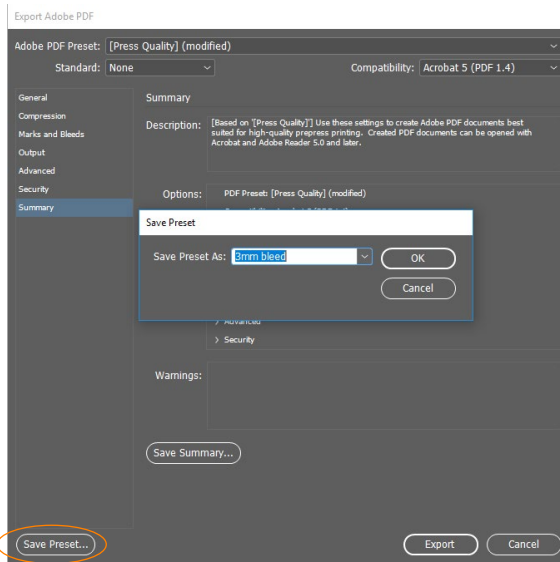 Export Adobe PDF
Adobe PDF Preset: [Press Quality] (modified)
Standard: None
Compatibility: Acrobat 5 (PDF 1.4)
General
Compression
Marks and Bleeds
Output
Advanced
Security
Summary
Summary
Description: [Based on '[Press Quality]'] Use these settings to create Adobe PDF documents best
suited for high-quality prepress printing. Created PDF documents can be opened with
Acrobat and Adobe Reader 5.0 and later.
Options: PDF Preset: [Press Quality] (modified)
Save Preset
Save Preset As: 3mm bleed
OK
Cancel
> Advanced
> Security
Warnings:
Save Summary...
Save Preset...
Export
Cancel